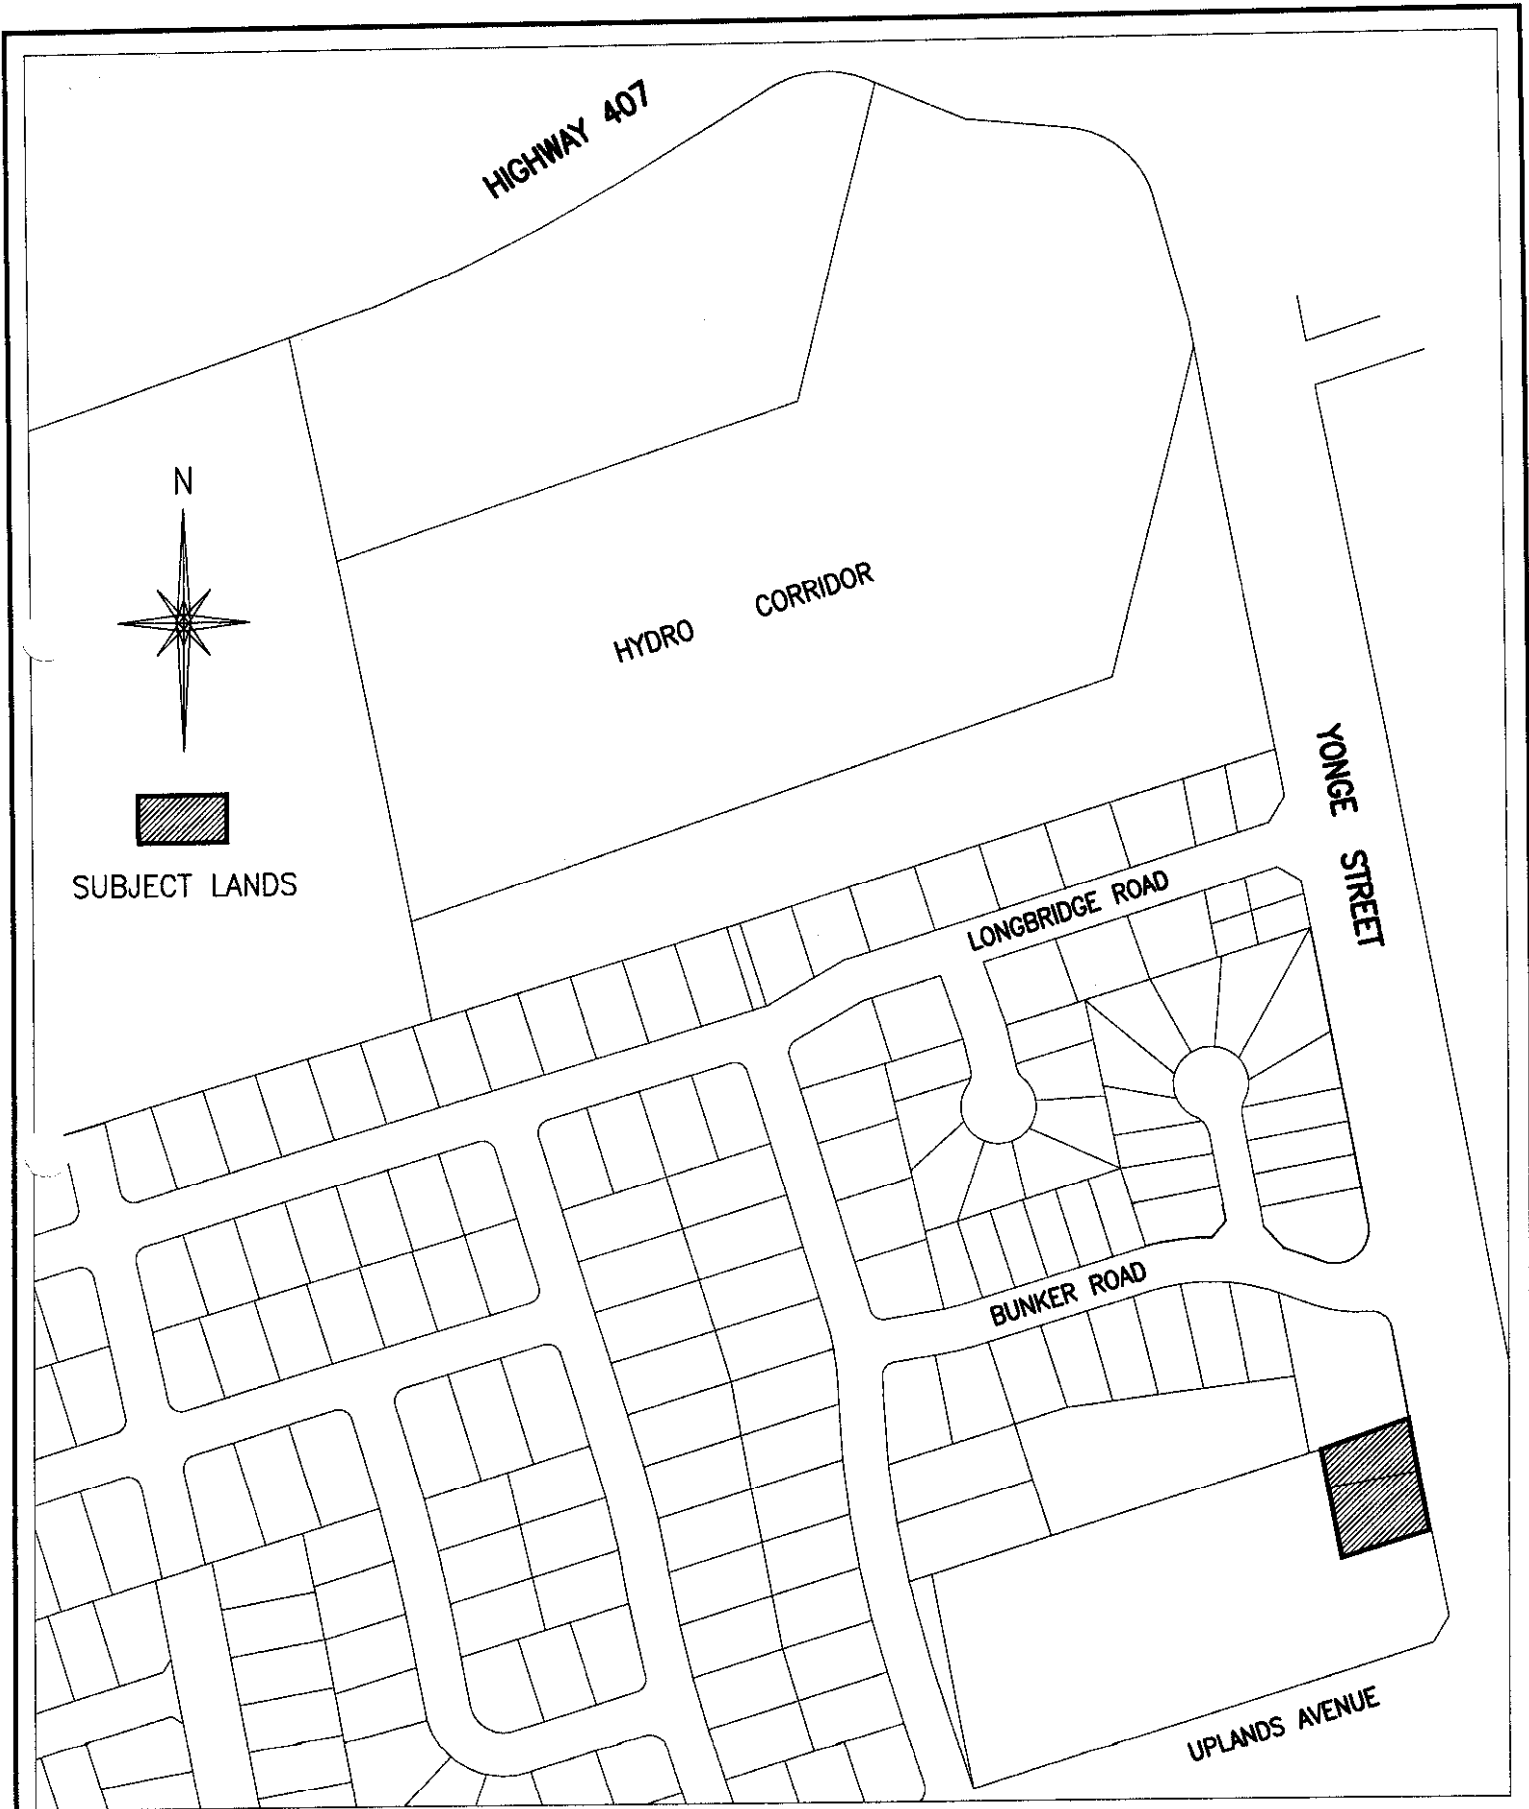 HIGHWAY 407
N
HYDRO CORRIDOR
YONGE STREET
SUBJECT LANDS
LONGBRIDGE ROAD
BUNKER ROAD
UPLANDS AVENUE